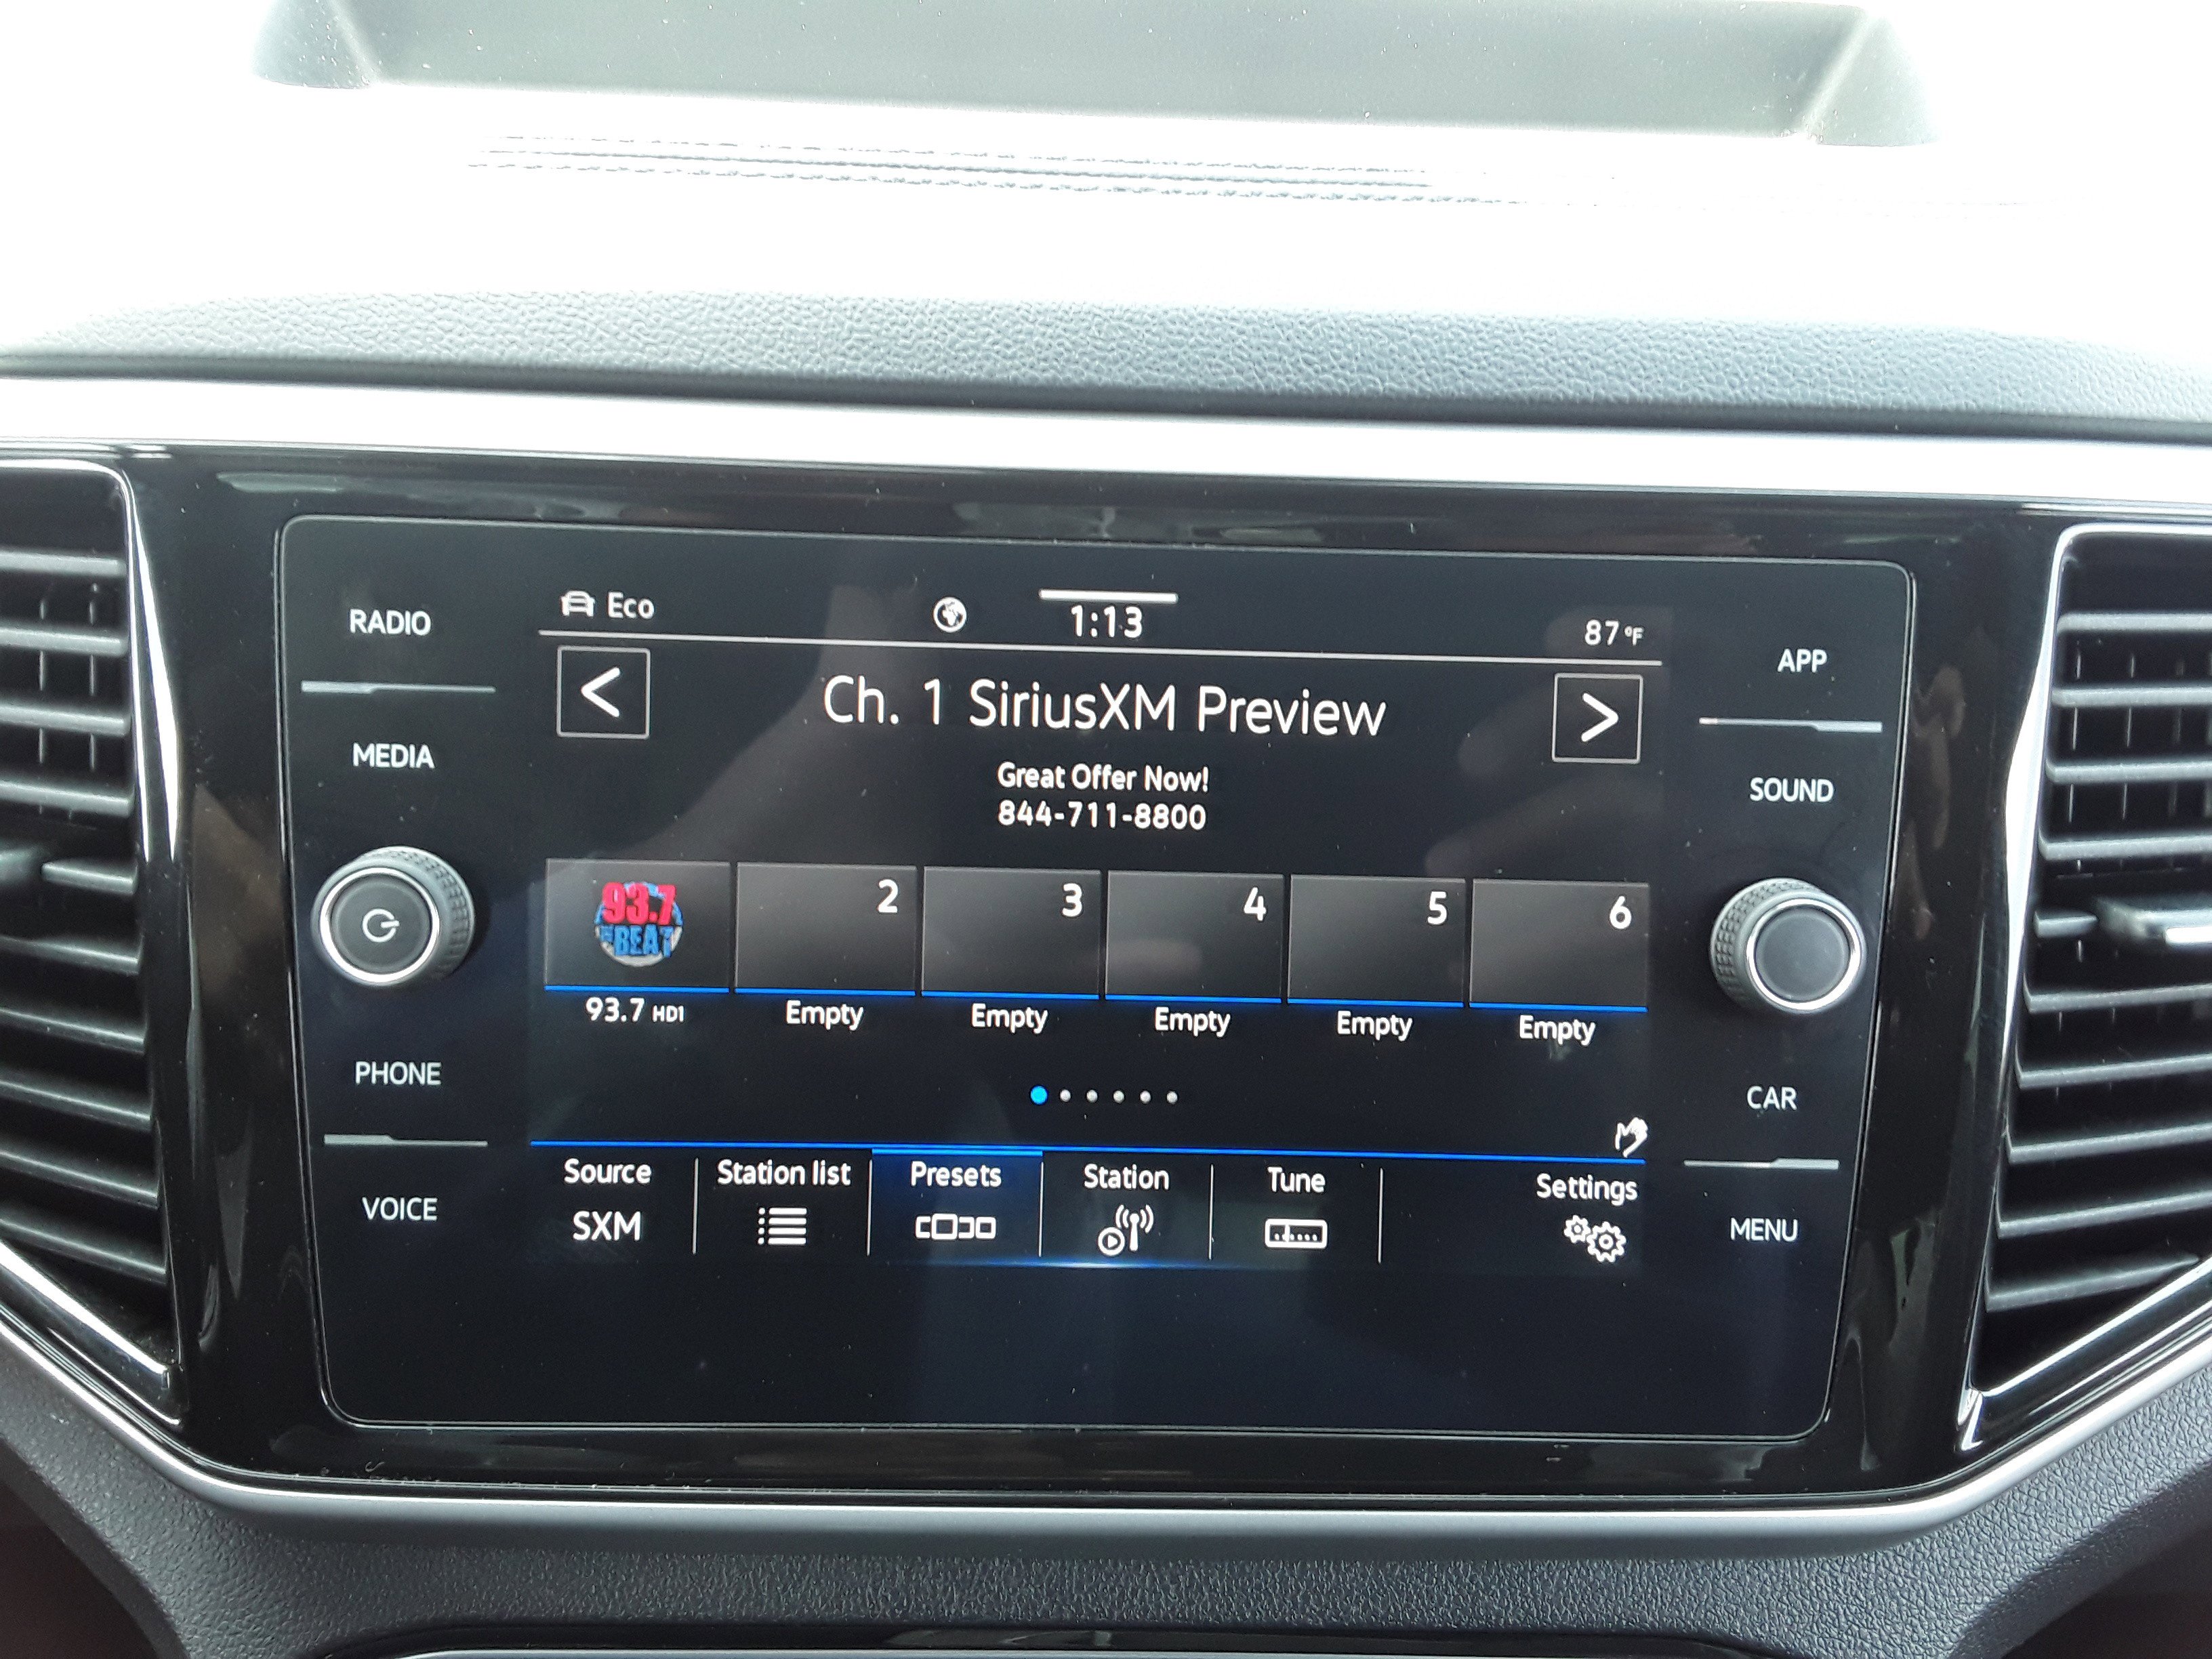 RADIO
MEDIA
PHONE
VOICE
Eco
1:13
87 °F
< Ch. 1 SiriusXM Preview >
Great Offer Now!
844-711-8800
93.7
THE BEAT
2
3
4
5
6
93.7 HD1
Empty
Empty
Empty
Empty
Empty
Source
Station list
Presets
Station
Tune
Settings
SXM
APP
SOUND
CAR
MENU